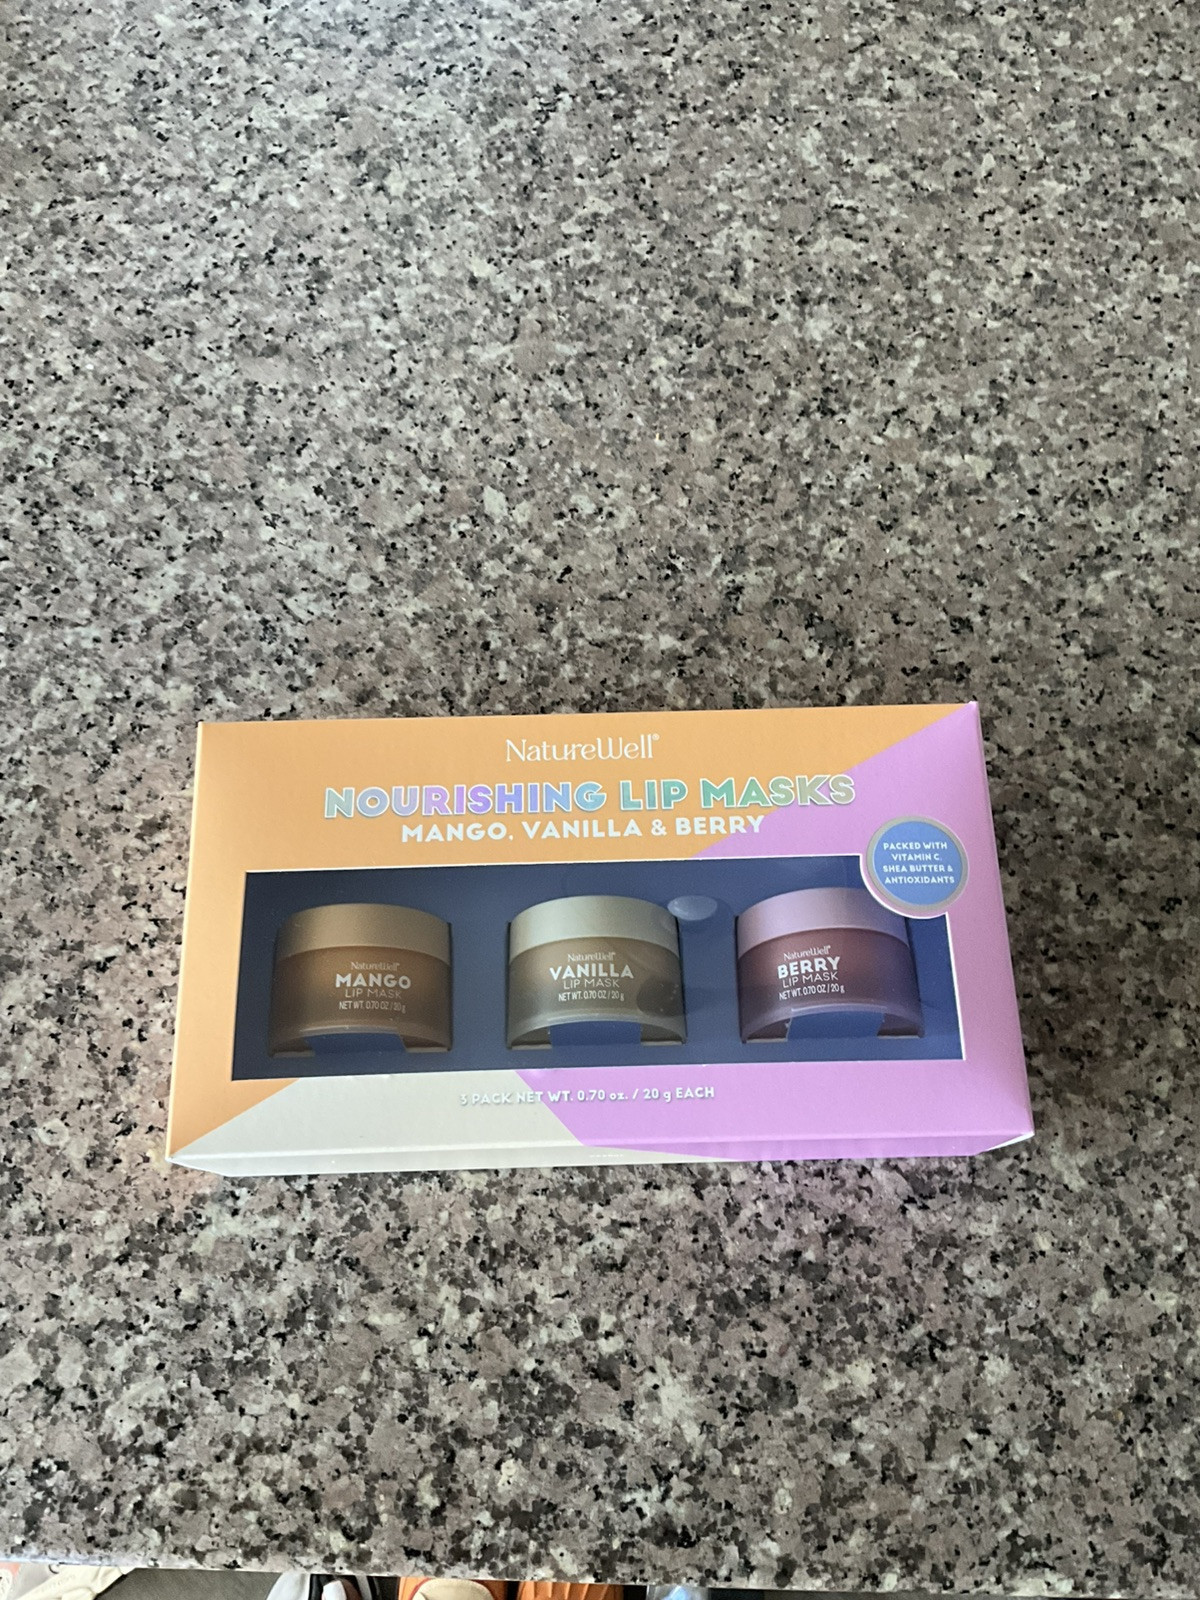 NatureWell®
NOURISHING LIP MASKS
MANGO, VANILLA & BERRY
PACKED WITH
VITAMIN C,
SHEA BUTTER &
ANTIOXIDANTS
NatureWell®
MANGO
LIP MASK
NET WT. 0.70 OZ / 20 g
NatureWell®
VANILLA
LIP MASK
NET WT. 0.70 OZ / 20 g
NatureWell®
BERRY
LIP MASK
NET WT. 0.70 OZ / 20 g
3 PACK NET WT. 0.70 oz. / 20 g EACH